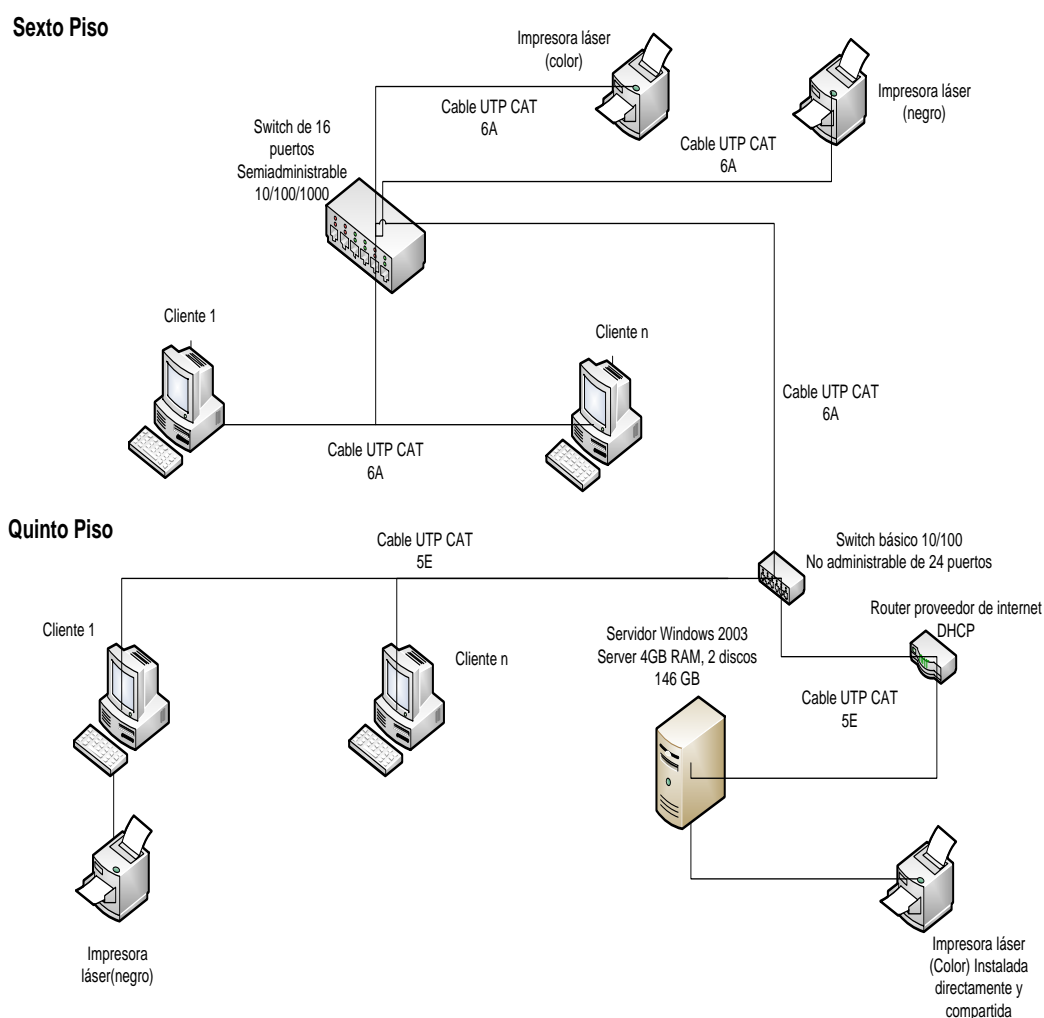 Sexto Piso
Impresora láser
(color)
Impresora láser
(negro)
Cable UTP CAT
6A
Cable UTP CAT
6A
Switch de 16
puertos
Semiadministrable
10/100/1000
Cliente 1
Cliente n
Cable UTP CAT
6A
Cable UTP CAT
6A
Quinto Piso
Cable UTP CAT
5E
Switch básico 10/100
No administrable de 24 puertos
Router proveedor de internet
DHCP
Cliente 1
Cliente n
Servidor Windows 2003
Server 4GB RAM, 2 discos
146 GB
Cable UTP CAT
5E
Impresora
láser(negro)
Impresora láser
(Color) Instalada
directamente y
compartida